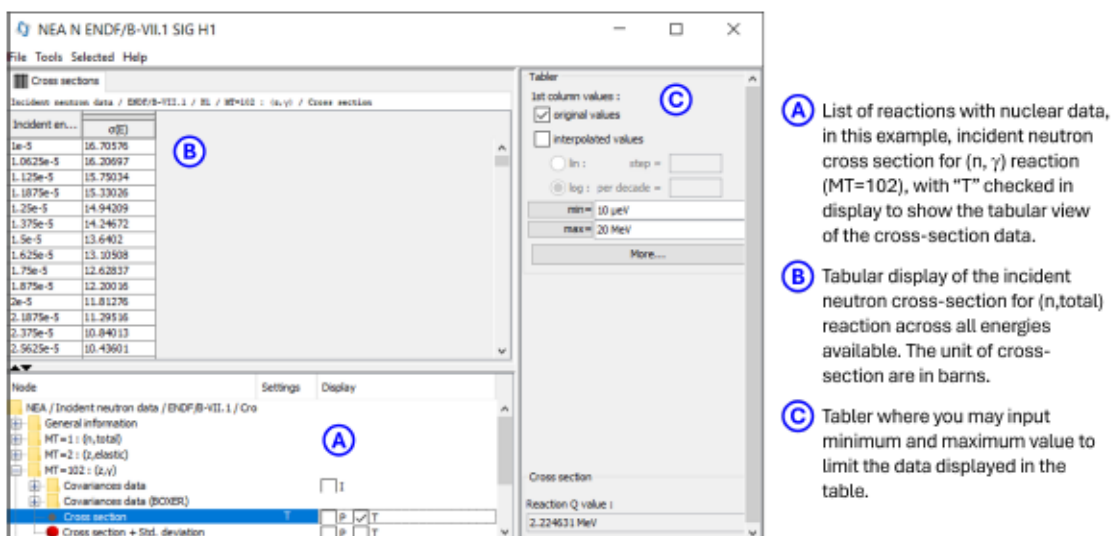 NEA N ENDF/B-VII.1 SIG H1
File Tools Selected Help
Cross sections
Incident neutron data / ENDF/B-VII.1 / H1 / MT=102 : (z,γ) / Cross section
Incident en... σ(E)
1e-5 16.70576
1.0625e-5 16.20697
1.125e-5 15.75034
1.1875e-5 15.33026
1.25e-5 14.94209
1.375e-5 14.24672
1.5e-5 13.6402
1.625e-5 13.10508
1.75e-5 12.62837
1.875e-5 12.20016
2e-5 11.81276
2.1875e-5 11.29516
2.375e-5 10.84013
2.5625e-5 10.43601
B
Node Settings Display
NEA / Incident neutron data / ENDF/B-VII.1 / Cro
General information
MT=1 : (n,total)
MT=2 : (z,elastic)
MT=102 : (z,γ)
Covariances data I
Covariances data (BOXER)
Cross section T P T
Cross section + Std. deviation P T
A
Tabler
1st column values :
original values
interpolated values
lin : step =
log : per decade =
min= 10 µeV
max= 20 MeV
More....
C
Cross section
Reaction Q value :
2.224631 MeV
A List of reactions with nuclear data,
in this example, incident neutron
cross section for (n, γ) reaction
(MT=102), with “T” checked in
display to show the tabular view
of the cross-section data.
B Tabular display of the incident
neutron cross-section for (n,total)
reaction across all energies
available. The unit of cross-
section are in barns.
C Tabler where you may input
minimum and maximum value to
limit the data displayed in the
table.